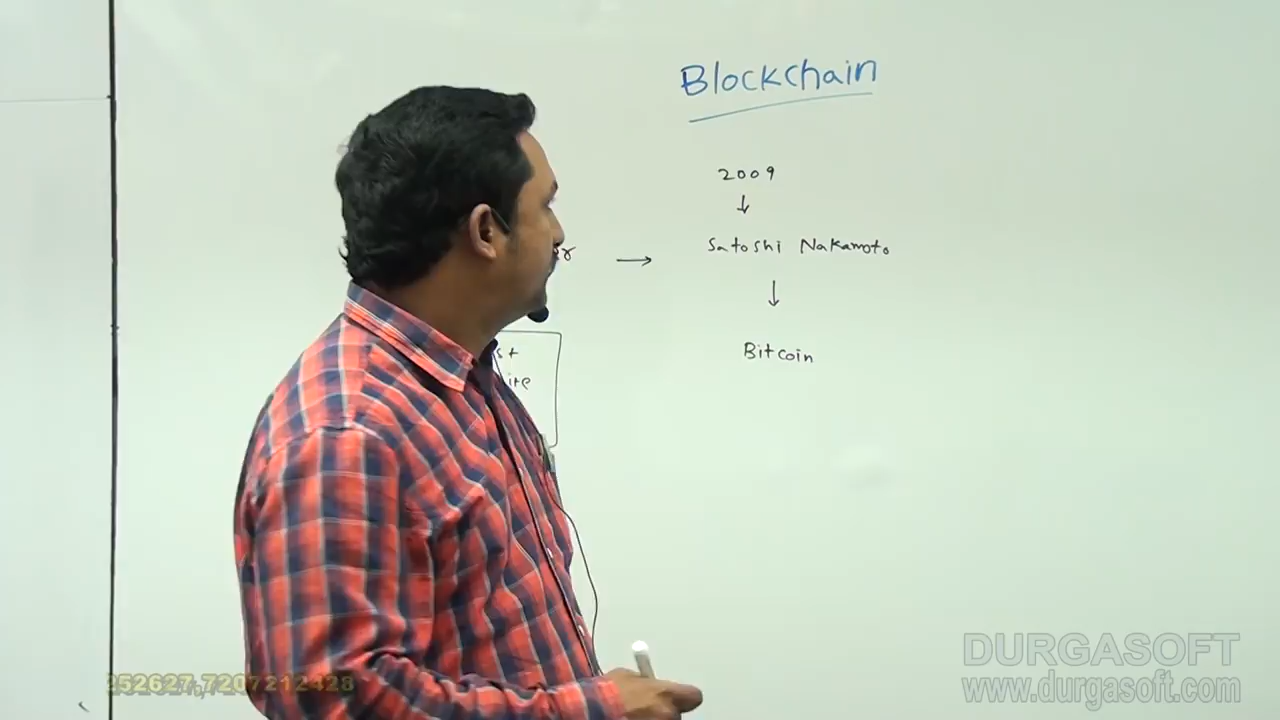 Blockchain
2009
↓
→ Satoshi Nakamoto
↓
Bitcoin
DURGASOFT
www.durgasoft.com